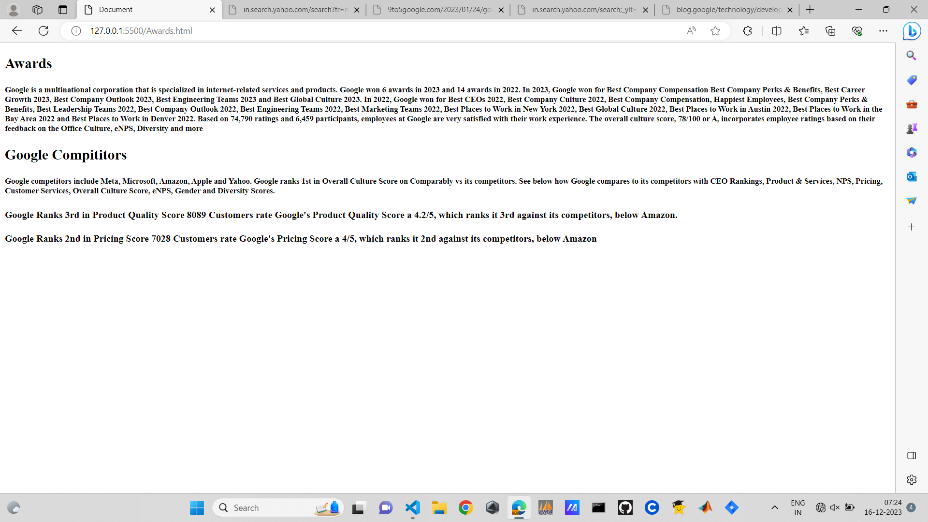 Document
in.search.yahoo.com/search?fr=
9to5google.com/2023/01/24/go
in.search.yahoo.com/search;_ylt=
blog.google/technology/develop
127.0.0.1:5500/Awards.html
Awards
Google is a multinational corporation that is specialized in internet-related services and products. Google won 6 awards in 2023 and 14 awards in 2022. In 2023, Google won for Best Company Compensation Best Company Perks & Benefits, Best Career
Growth 2023, Best Company Outlook 2023, Best Engineering Teams 2023 and Best Global Culture 2023. In 2022, Google won for Best CEOs 2022, Best Company Culture 2022, Best Company Compensation, Happiest Employees, Best Company Perks &
Benefits, Best Leadership Teams 2022, Best Company Outlook 2022, Best Engineering Teams 2022, Best Marketing Teams 2022, Best Places to Work in New York 2022, Best Global Culture 2022, Best Places to Work in Austin 2022, Best Places to Work in the
Bay Area 2022 and Best Places to Work in Denver 2022. Based on 74,790 ratings and 6,459 participants, employees at Google are very satisfied with their work experience. The overall culture score, 78/100 or A, incorporates employee ratings based on their
feedback on the Office Culture, eNPS, Diversity and more
Google Compititors
Google competitors include Meta, Microsoft, Amazon, Apple and Yahoo. Google ranks 1st in Overall Culture Score on Comparably vs its competitors. See below how Google compares to its competitors with CEO Rankings, Product & Services, NPS, Pricing,
Customer Services, Overall Culture Score, eNPS, Gender and Diversity Scores.
Google Ranks 3rd in Product Quality Score 8089 Customers rate Google's Product Quality Score a 4.2/5, which ranks it 3rd against its competitors, below Amazon.
Google Ranks 2nd in Pricing Score 7028 Customers rate Google's Pricing Score a 4/5, which ranks it 2nd against its competitors, below Amazon
Search
ENG
IN
07:24
16-12-2023
4